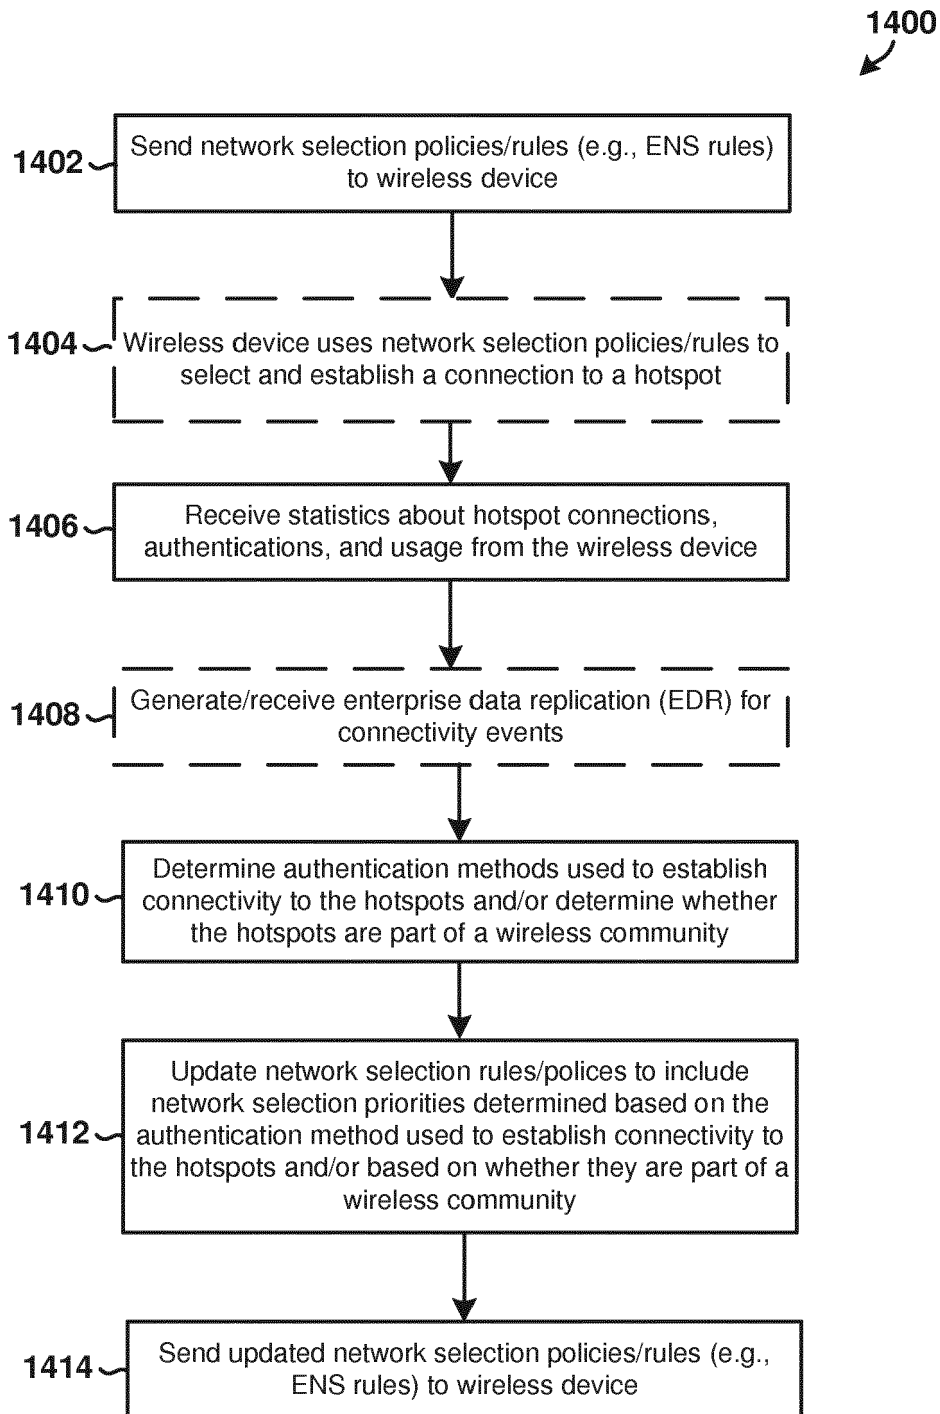 1400
1402
Send network selection policies/rules (e.g., ENS rules)
to wireless device
1404
Wireless device uses network selection policies/rules to
select and establish a connection to a hotspot
1406
Receive statistics about hotspot connections,
authentications, and usage from the wireless device
1408
Generate/receive enterprise data replication (EDR) for
connectivity events
1410
Determine authentication methods used to establish
connectivity to the hotspots and/or determine whether
the hotspots are part of a wireless community
1412
Update network selection rules/polices to include
network selection priorities determined based on the
authentication method used to establish connectivity to
the hotspots and/or based on whether they are part of a
wireless community
1414
Send updated network selection policies/rules (e.g.,
ENS rules) to wireless device